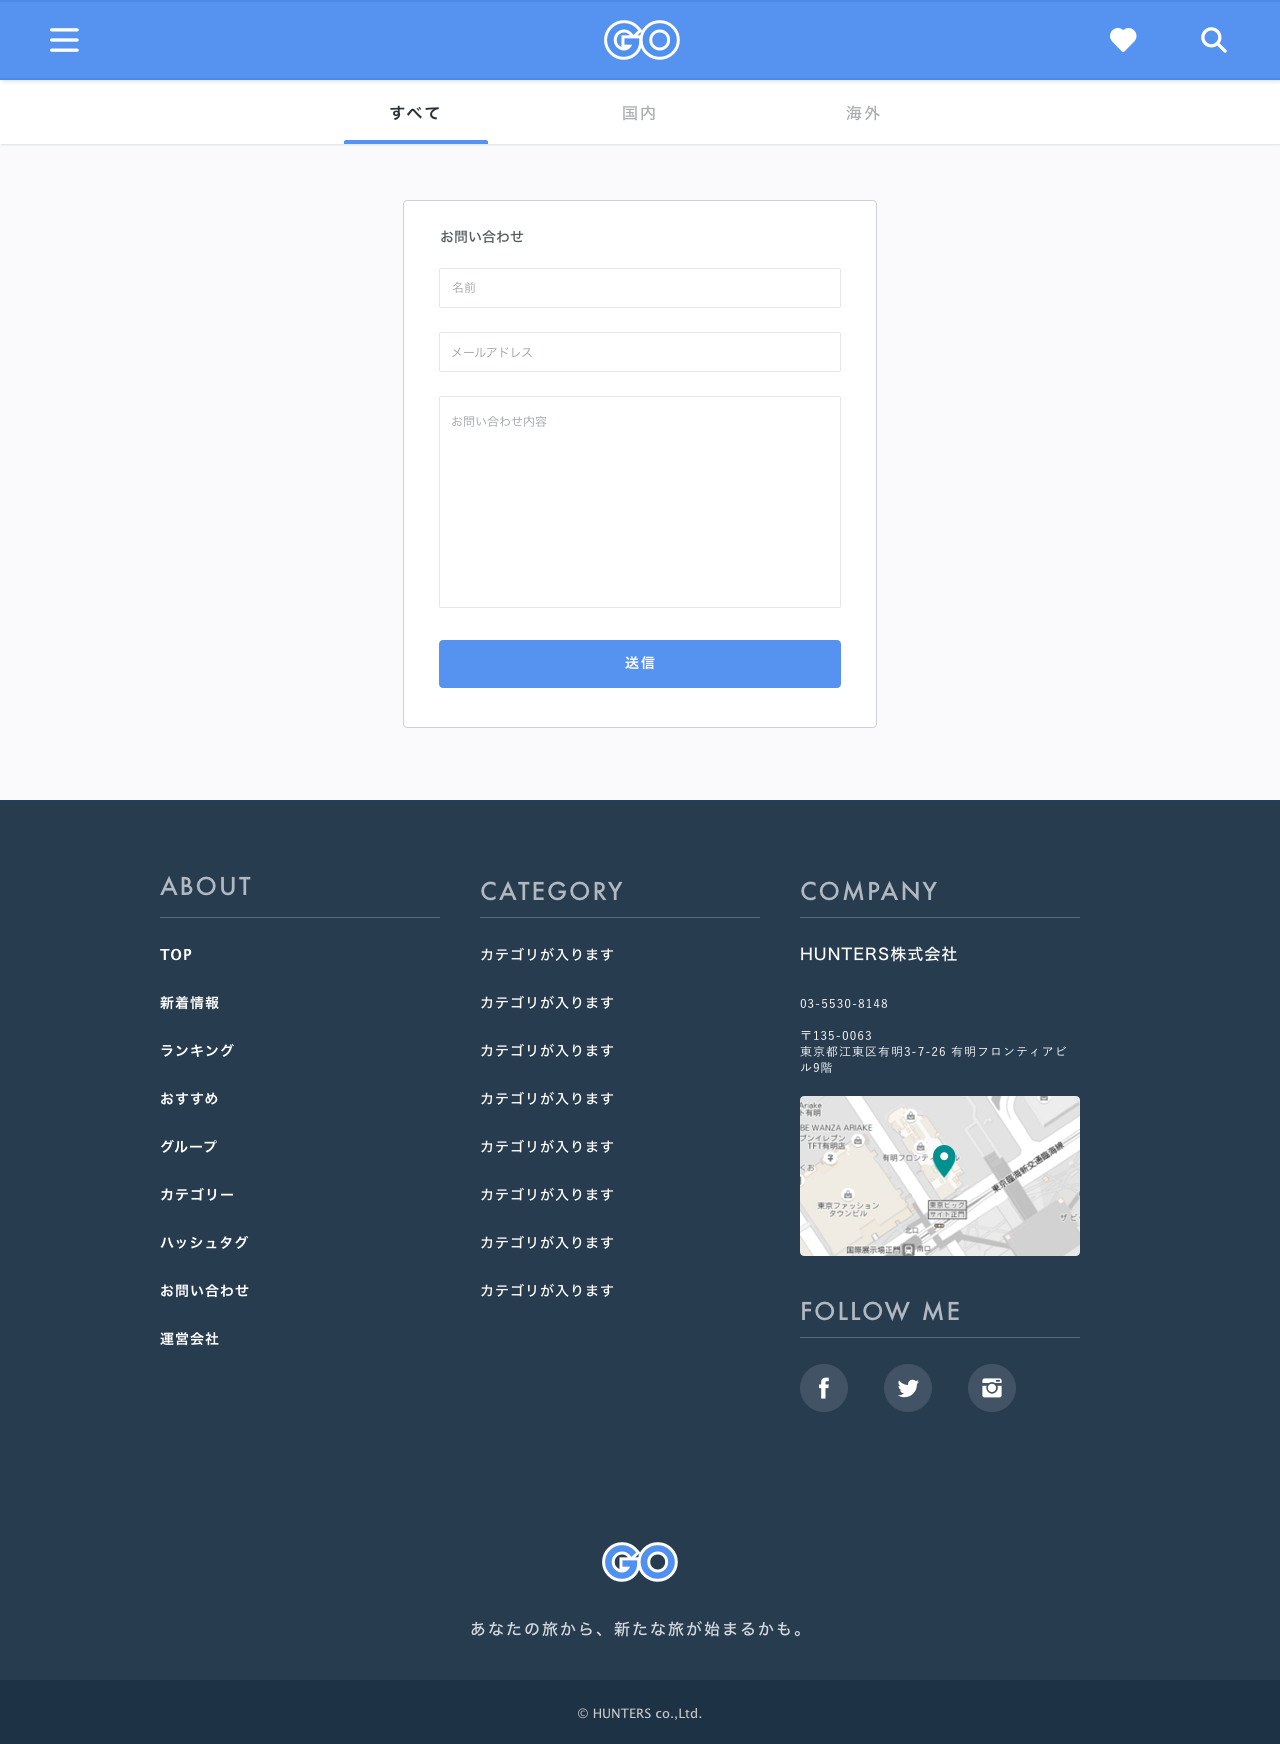 GO
すべて
国内
海外
お問い合わせ
名前
メールアドレス
お問い合わせ内容
送信
ABOUT
TOP
新着情報
ランキング
おすすめ
グループ
カテゴリー
ハッシュタグ
お問い合わせ
運営会社
CATEGORY
カテゴリが入ります
カテゴリが入ります
カテゴリが入ります
カテゴリが入ります
カテゴリが入ります
カテゴリが入ります
カテゴリが入ります
カテゴリが入ります
COMPANY
HUNTERS株式会社
03-5530-8148
〒135-0063
東京都江東区有明3-7-26 有明フロンティアビ
ル9階
Ariake
ト有明
BE WANZA ARIAKE
ブンイレブン
TFT有明店
くお
有明フロンテ
ル
東京臨海新交通臨海線
東京ファッション
タウンビル
東京ビッグ
サイト正門
ザ ビ
北口
国際展示場正門
南口
FOLLOW ME
GO
あなたの旅から、新たな旅が始まるかも。
© HUNTERS co.,Ltd.